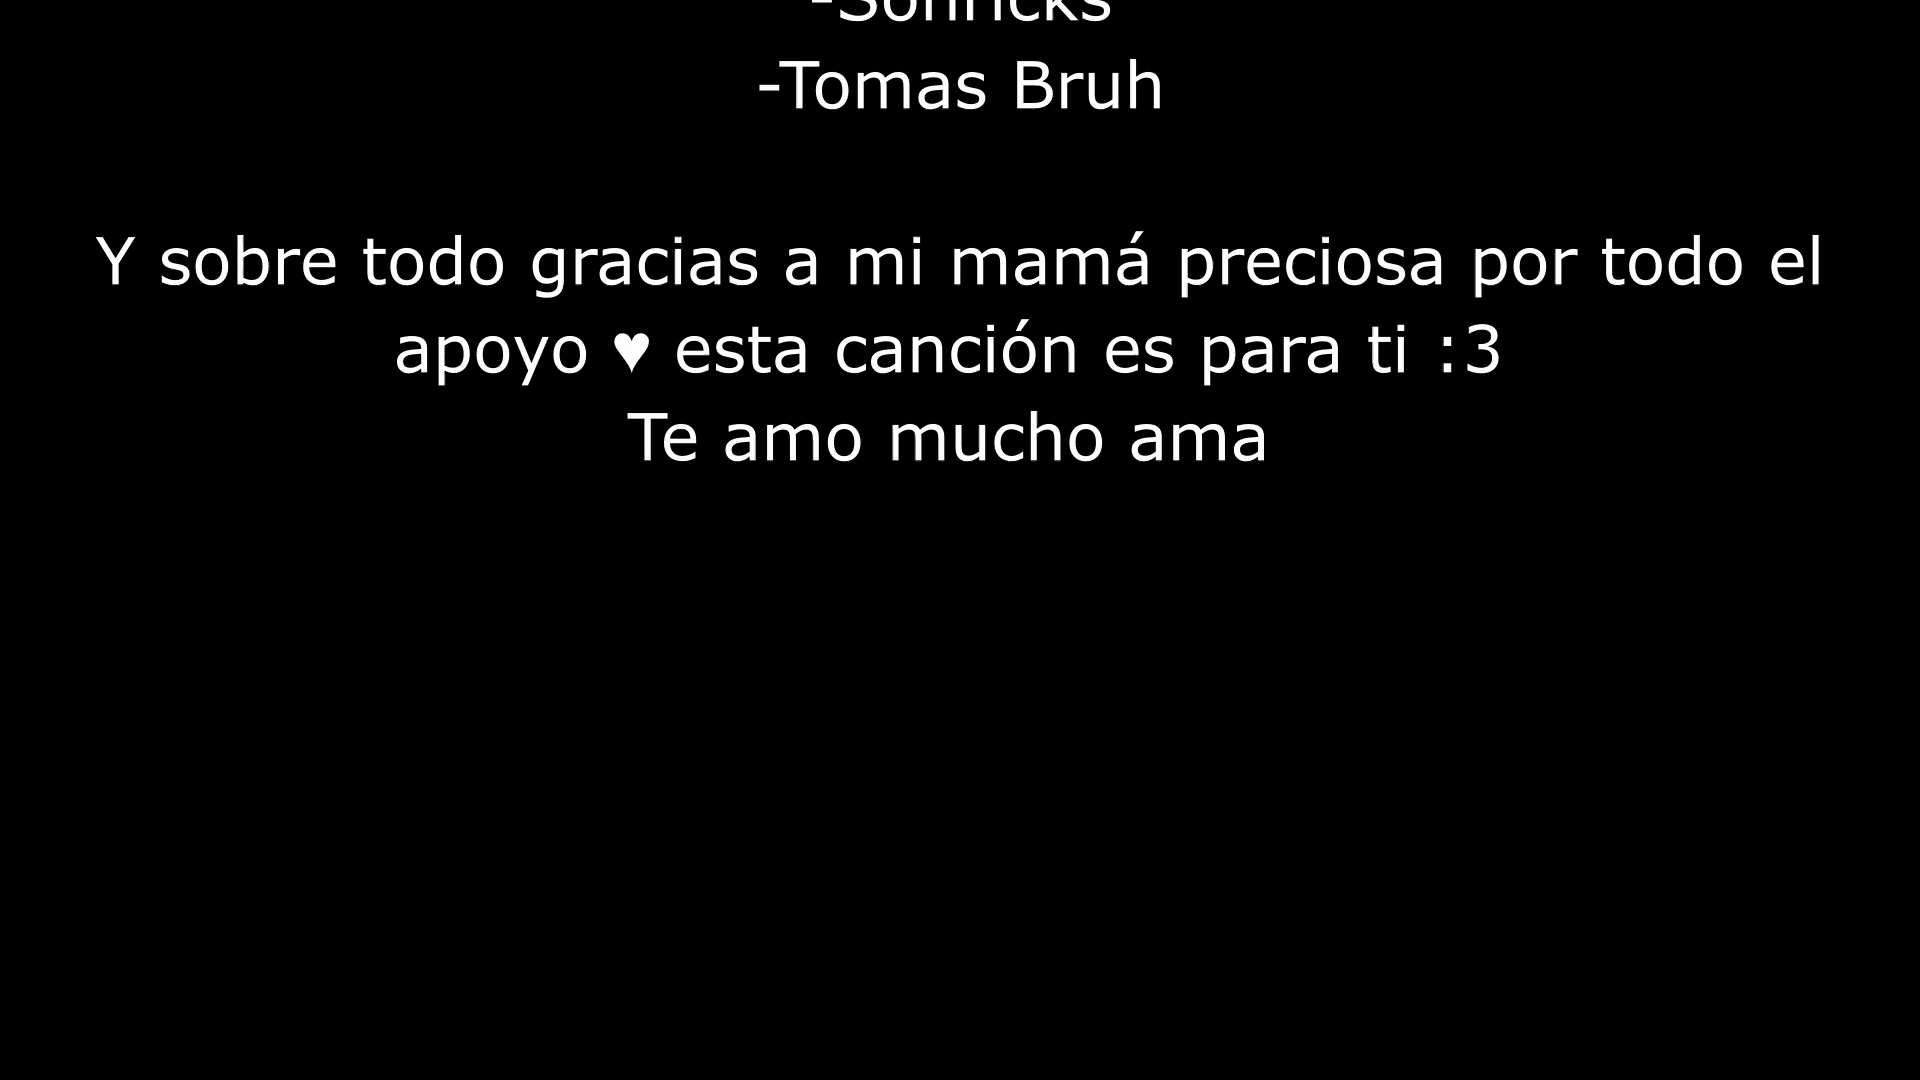 -Sonricks
-Tomas Bruh
Y sobre todo gracias a mi mamá preciosa por todo el
apoyo ♥ esta canción es para ti :3
Te amo mucho ama